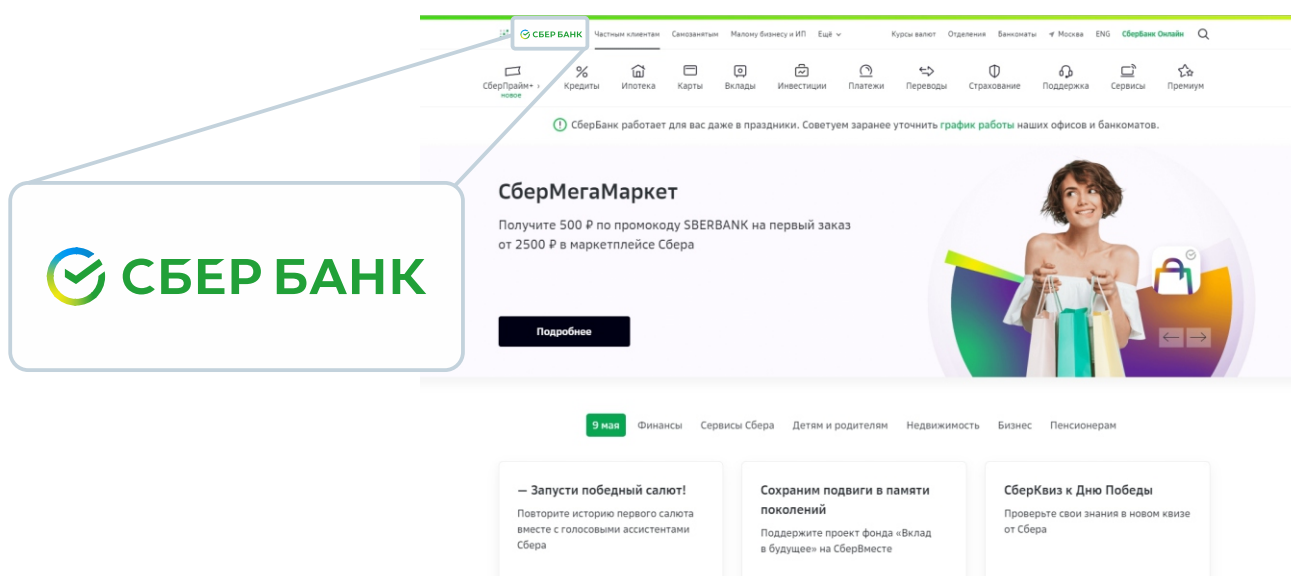 СБЕР БАНК
Частным клиентам
Самозанятым
Малому бизнесу и ИП
Ещё
Курсы валют
Отделения
Банкоматы
Москва
ENG
СберБанк Онлайн
СберПрайм+
новое
Кредиты
Ипотека
Карты
Вклады
Инвестиции
Платежи
Переводы
Страхование
Поддержка
Сервисы
Премиум
СберБанк работает для вас даже в праздники. Советуем заранее уточнить график работы наших офисов и банкоматов.
СБЕР БАНК
СберМегаМаркет
Получите 500 ₽ по промокоду SBERBANK на первый заказ
от 2500 ₽ в маркетплейсе Сбера
Подробнее
9 мая
Финансы
Сервисы Сбера
Детям и родителям
Недвижимость
Бизнес
Пенсионерам
— Запусти победный салют!
Повторите историю первого салюта
вместе с голосовыми ассистентами
Сбера
Сохраним подвиги в памяти
поколений
Поддержите проект фонда «Вклад
в будущее» на СберВместе
СберКвиз к Дню Победы
Проверьте свои знания в новом квизе
от Сбера